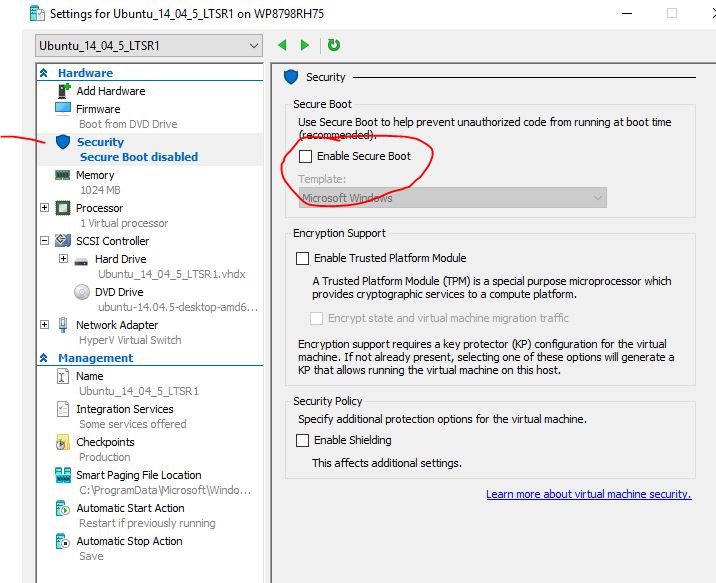 Settings for Ubuntu_14_04_5_LTSR1 on WP8798RH75
Ubuntu_14_04_5_LTSR1
Hardware
Add Hardware
Firmware
Boot from DVD Drive
Security
Secure Boot disabled
Memory
1024 MB
Processor
1 Virtual processor
SCSI Controller
Hard Drive
Ubuntu_14_04_5_LTSR1.vhdx
DVD Drive
ubuntu-14.04.5-desktop-amd6...
Network Adapter
HyperV Virtual Switch
Management
Name
Ubuntu_14_04_5_LTSR1
Integration Services
Some services offered
Checkpoints
Production
Smart Paging File Location
C:\ProgramData\Microsoft\Windo...
Automatic Start Action
Restart if previously running
Automatic Stop Action
Save
Security
Secure Boot
Use Secure Boot to help prevent unauthorized code from running at boot time
(recommended).
Enable Secure Boot
Template:
Microsoft Windows
Encryption Support
Enable Trusted Platform Module
A Trusted Platform Module (TPM) is a special purpose microprocessor which
provides cryptographic services to a compute platform.
Encrypt state and virtual machine migration traffic
Encryption support requires a key protector (KP) configuration for the virtual
machine. If not already present, selecting one of these options will generate a
KP that allows running the virtual machine on this host.
Security Policy
Specify additional protection options for the virtual machine.
Enable Shielding
This affects additional settings.
Learn more about virtual machine security.